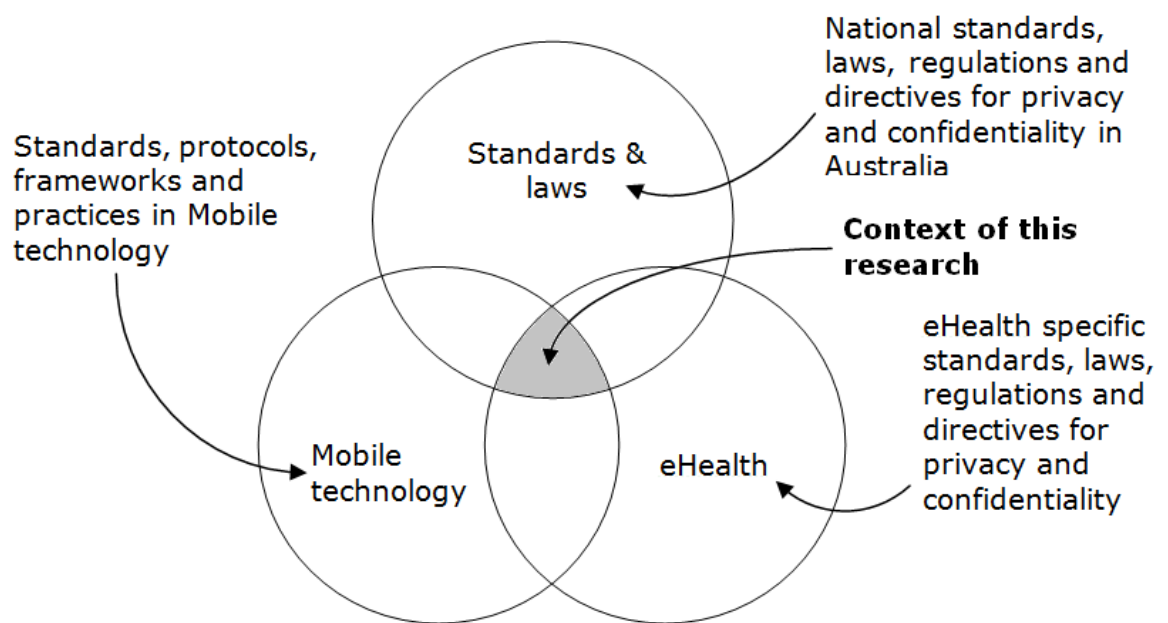 National standards,
laws, regulations and
directives for privacy
and confidentiality in
Australia
Standards, protocols,
frameworks and
practices in Mobile
technology
Standards &
laws
Context of this
research
eHealth specific
standards, laws,
regulations and
directives for
privacy and
confidentiality
Mobile
technology
eHealth